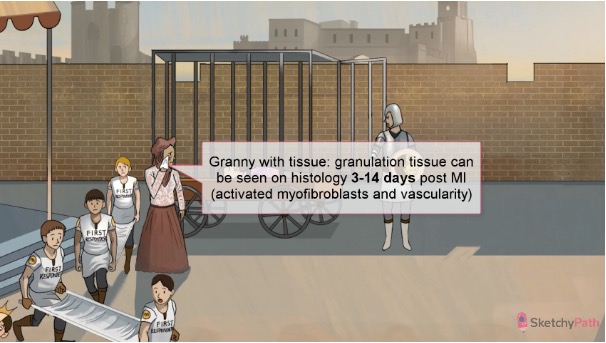 Granny with tissue: granulation tissue can
be seen on histology 3-14 days post MI
(activated myofibroblasts and vascularity)
FIRST
RESPONDER
FIRST
RESPONDER
FIRST
RESPONDER
FIRST
RESPONDER
SketchyPath